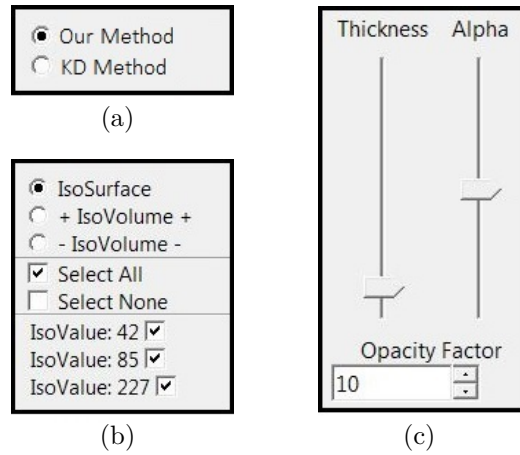 Our Method
KD Method
(a)
IsoSurface
+ IsoVolume +
- IsoVolume -
Select All
Select None
IsoValue: 42
IsoValue: 85
IsoValue: 227
(b)
Thickness Alpha
Opacity Factor
10
(c)